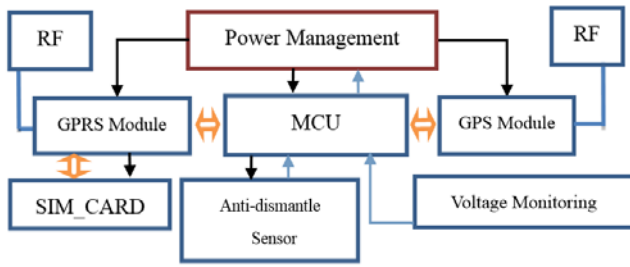 RF
Power Management
RF
GPRS Module
MCU
GPS Module
SIM_CARD
Anti-dismantle
Sensor
Voltage Monitoring